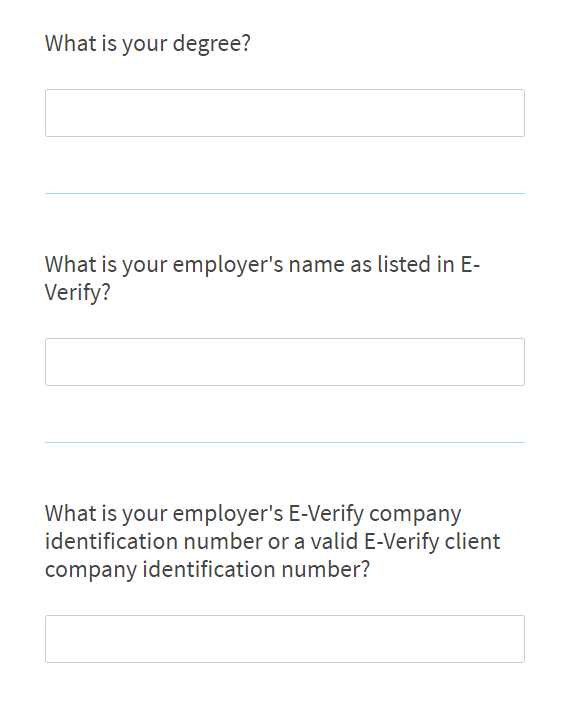 What is your degree?
What is your employer's name as listed in E-
Verify?
What is your employer's E-Verify company
identification number or a valid E-Verify client
company identification number?